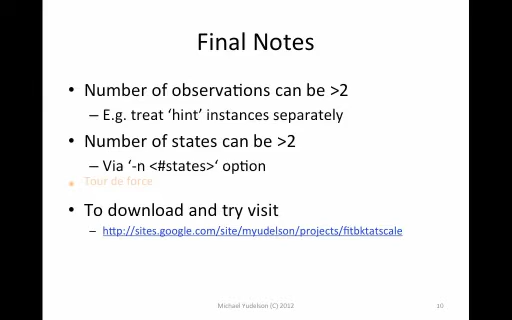 Final Notes
• Number of observations can be >2
– E.g. treat ‘hint’ instances separately
• Number of states can be >2
– Via ‘-n <#states>‘ option
• Tour de force
• To download and try visit
– http://sites.google.com/site/myudelson/projects/fitbktatscale
Michael Yudelson (C) 2012
10